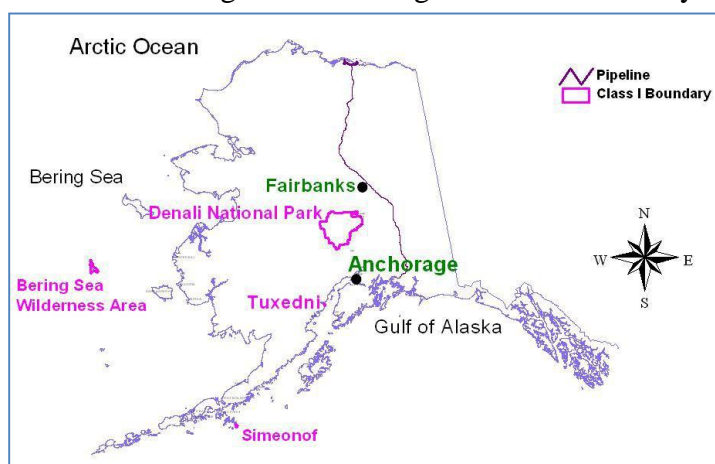 Arctic Ocean
Pipeline
Class I Boundary
Bering Sea
Fairbanks
Denali National Park
N
W
E
S
Anchorage
Bering Sea
Wilderness Area
Tuxedni
Gulf of Alaska
Simeonof